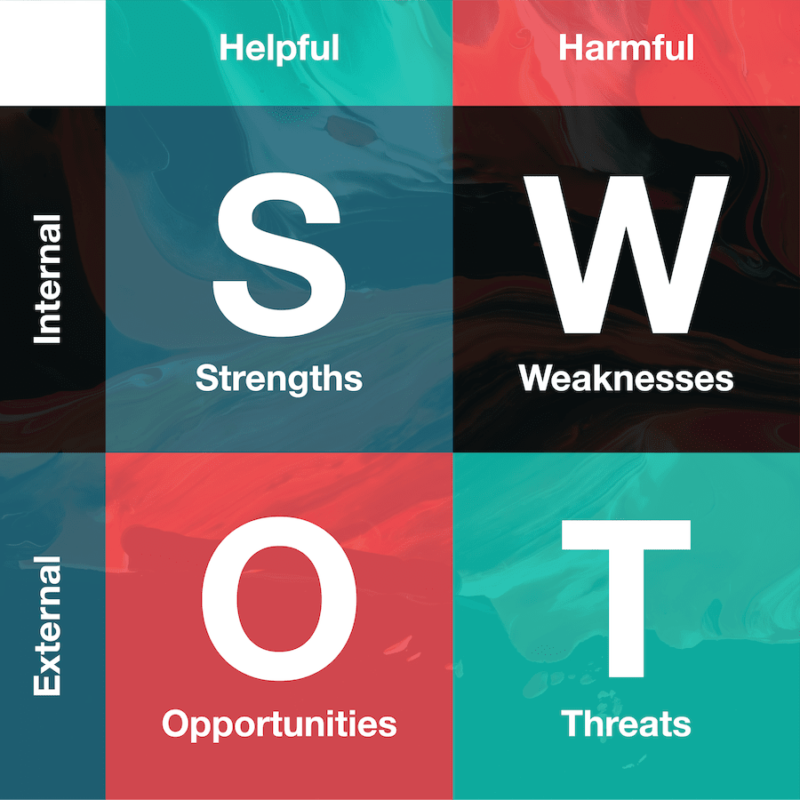 Helpful
Harmful
Internal
S
W
Strengths
Weaknesses
External
O
T
Opportunities
Threats